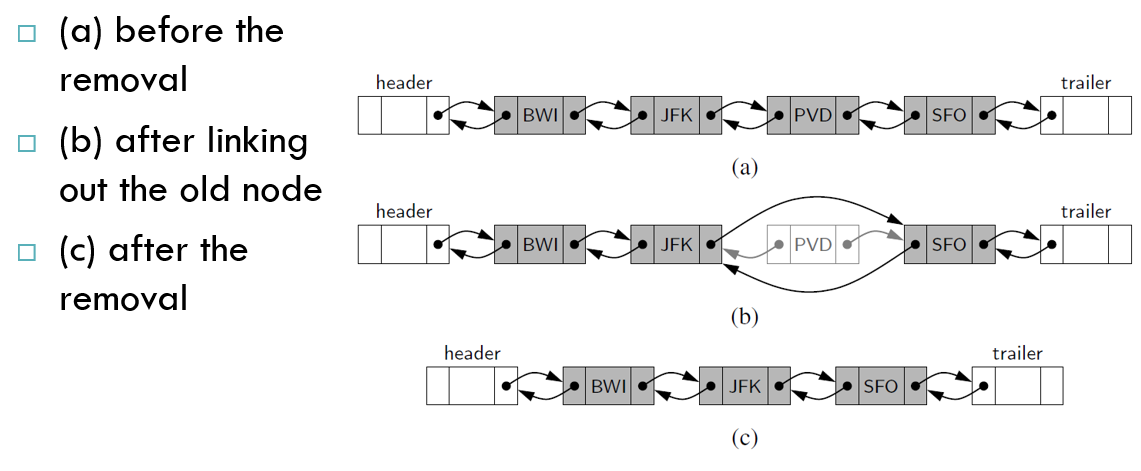 (a) before the
removal
(b) after linking
out the old node
(c) after the
removal
header trailer
BWI JFK PVD SFO
(a)
header trailer
BWI JFK PVD SFO
(b)
header trailer
BWI JFK SFO
(c)